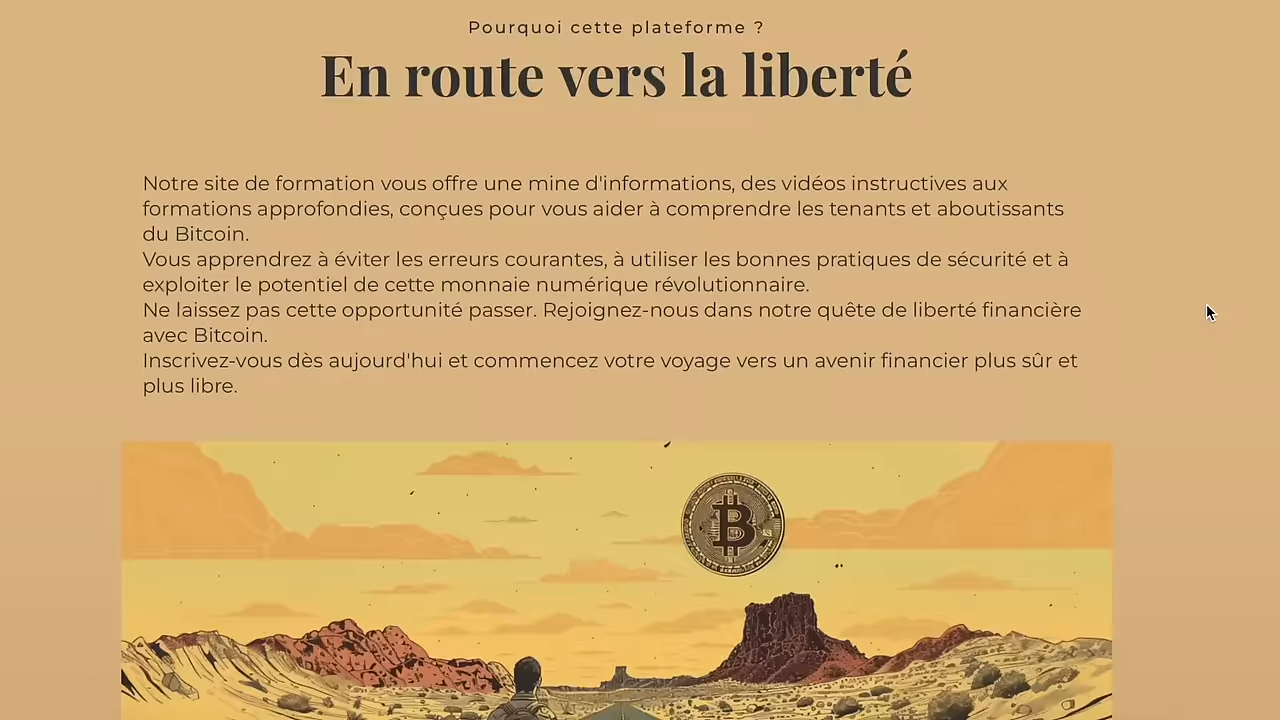 Pourquoi cette plateforme ?
En route vers la liberté
Notre site de formation vous offre une mine d'informations, des vidéos instructives aux
formations approfondies, conçues pour vous aider à comprendre les tenants et aboutissants
du Bitcoin.
Vous apprendrez à éviter les erreurs courantes, à utiliser les bonnes pratiques de sécurité et à
exploiter le potentiel de cette monnaie numérique révolutionnaire.
Ne laissez pas cette opportunité passer. Rejoignez-nous dans notre quête de liberté financière
avec Bitcoin.
Inscrivez-vous dès aujourd'hui et commencez votre voyage vers un avenir financier plus sûr et
plus libre.